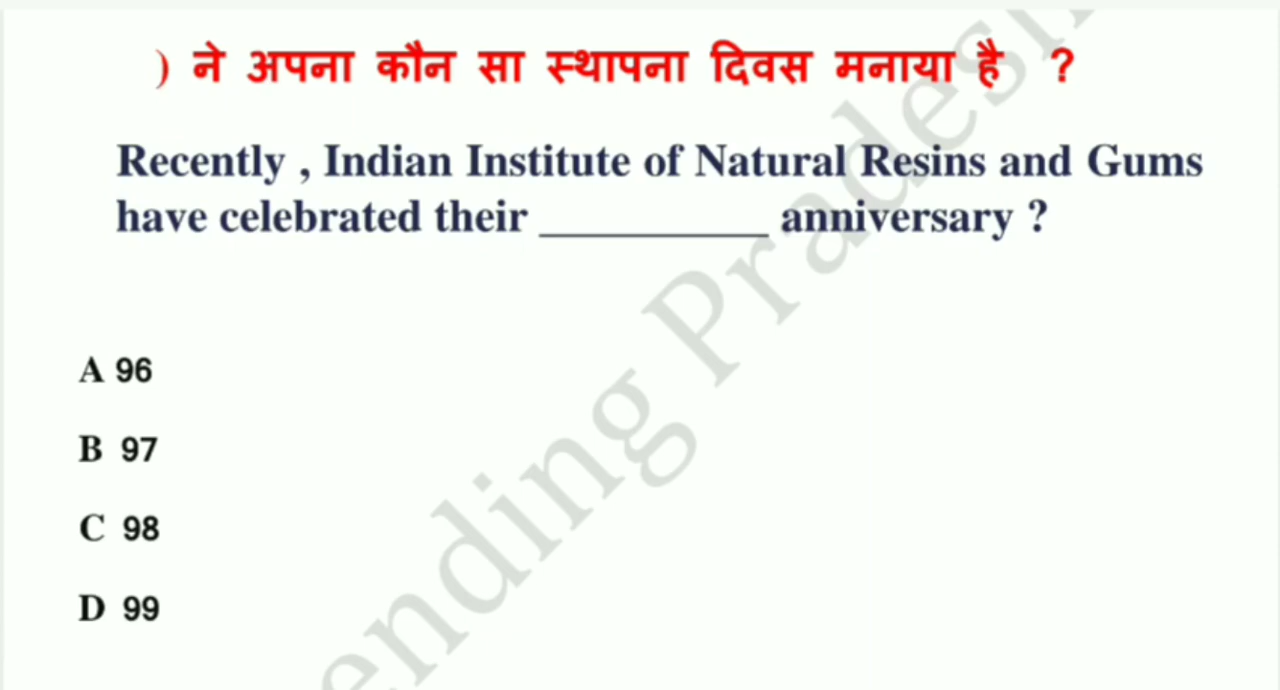 ) ने अपना कौन सा स्थापना दिवस मनाया है ?
Recently , Indian Institute of Natural Resins and Gums
have celebrated their __________ anniversary ?
A 96
B 97
C 98
D 99